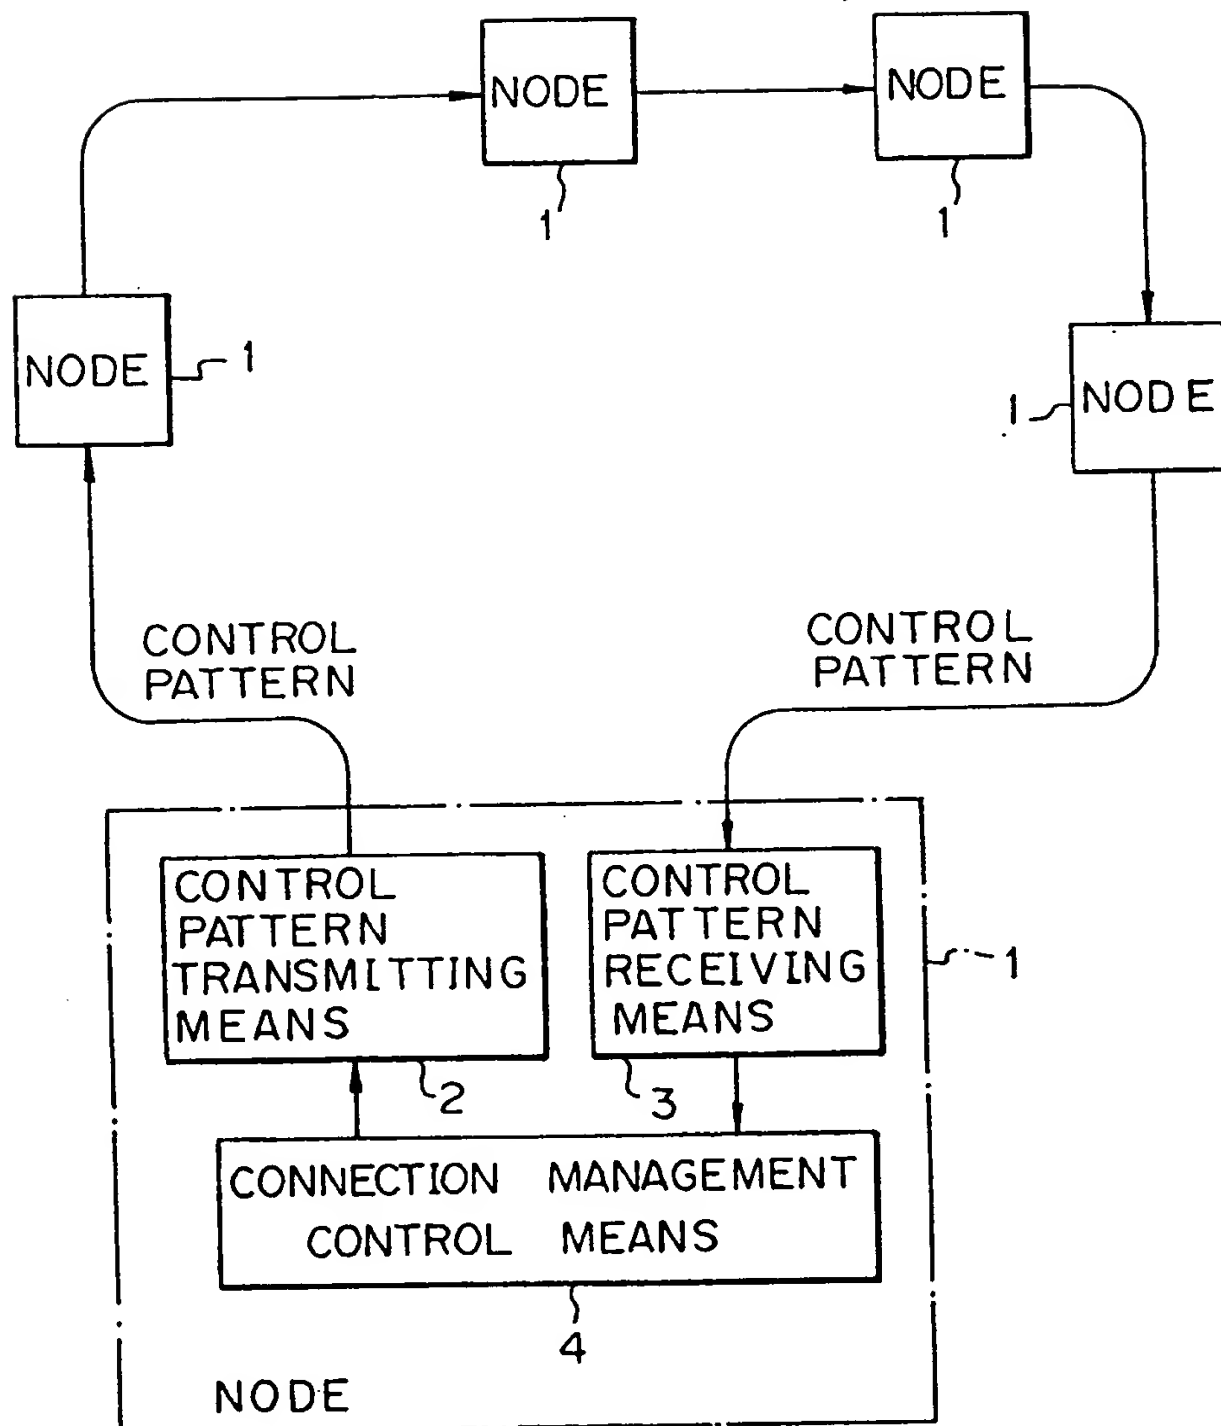 NODE
NODE
1
1
NODE
1
NODE
1
CONTROL
PATTERN
CONTROL
PATTERN
CONTROL
PATTERN
TRANSMITTING
MEANS
CONTROL
PATTERN
RECEIVING
MEANS
1
2
3
CONNECTION MANAGEMENT
CONTROL MEANS
4
NODE